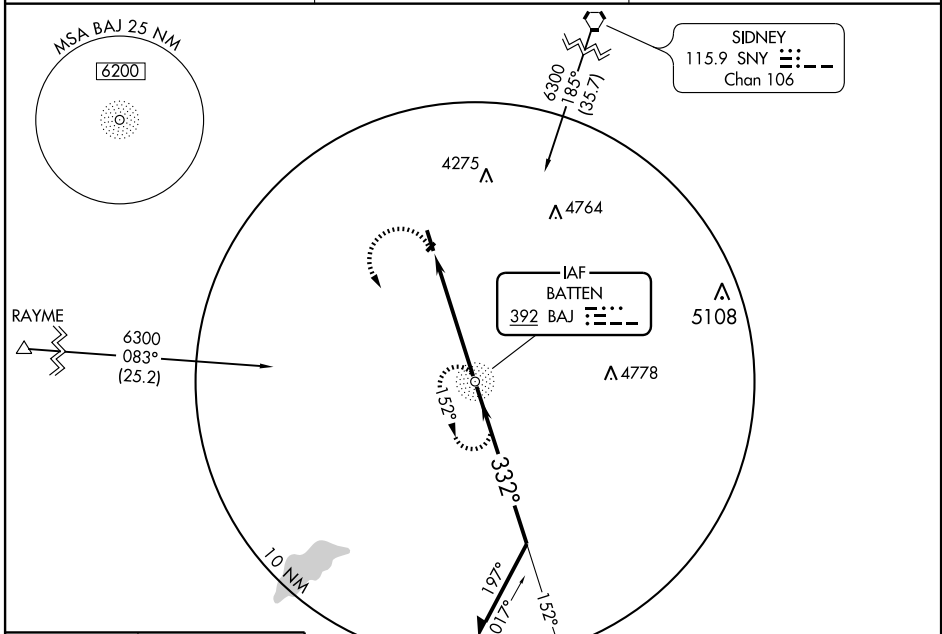 MSA BAJ 25 NM
6200
SIDNEY
115.9 SNY
Chan 106
6300
185°
(35.7)
4275
4764
IAF
BATTEN
392 BAJ
5108
RAYME
6300
083°
(25.2)
4778
152°
332°
10 NM
197°
017°
152°